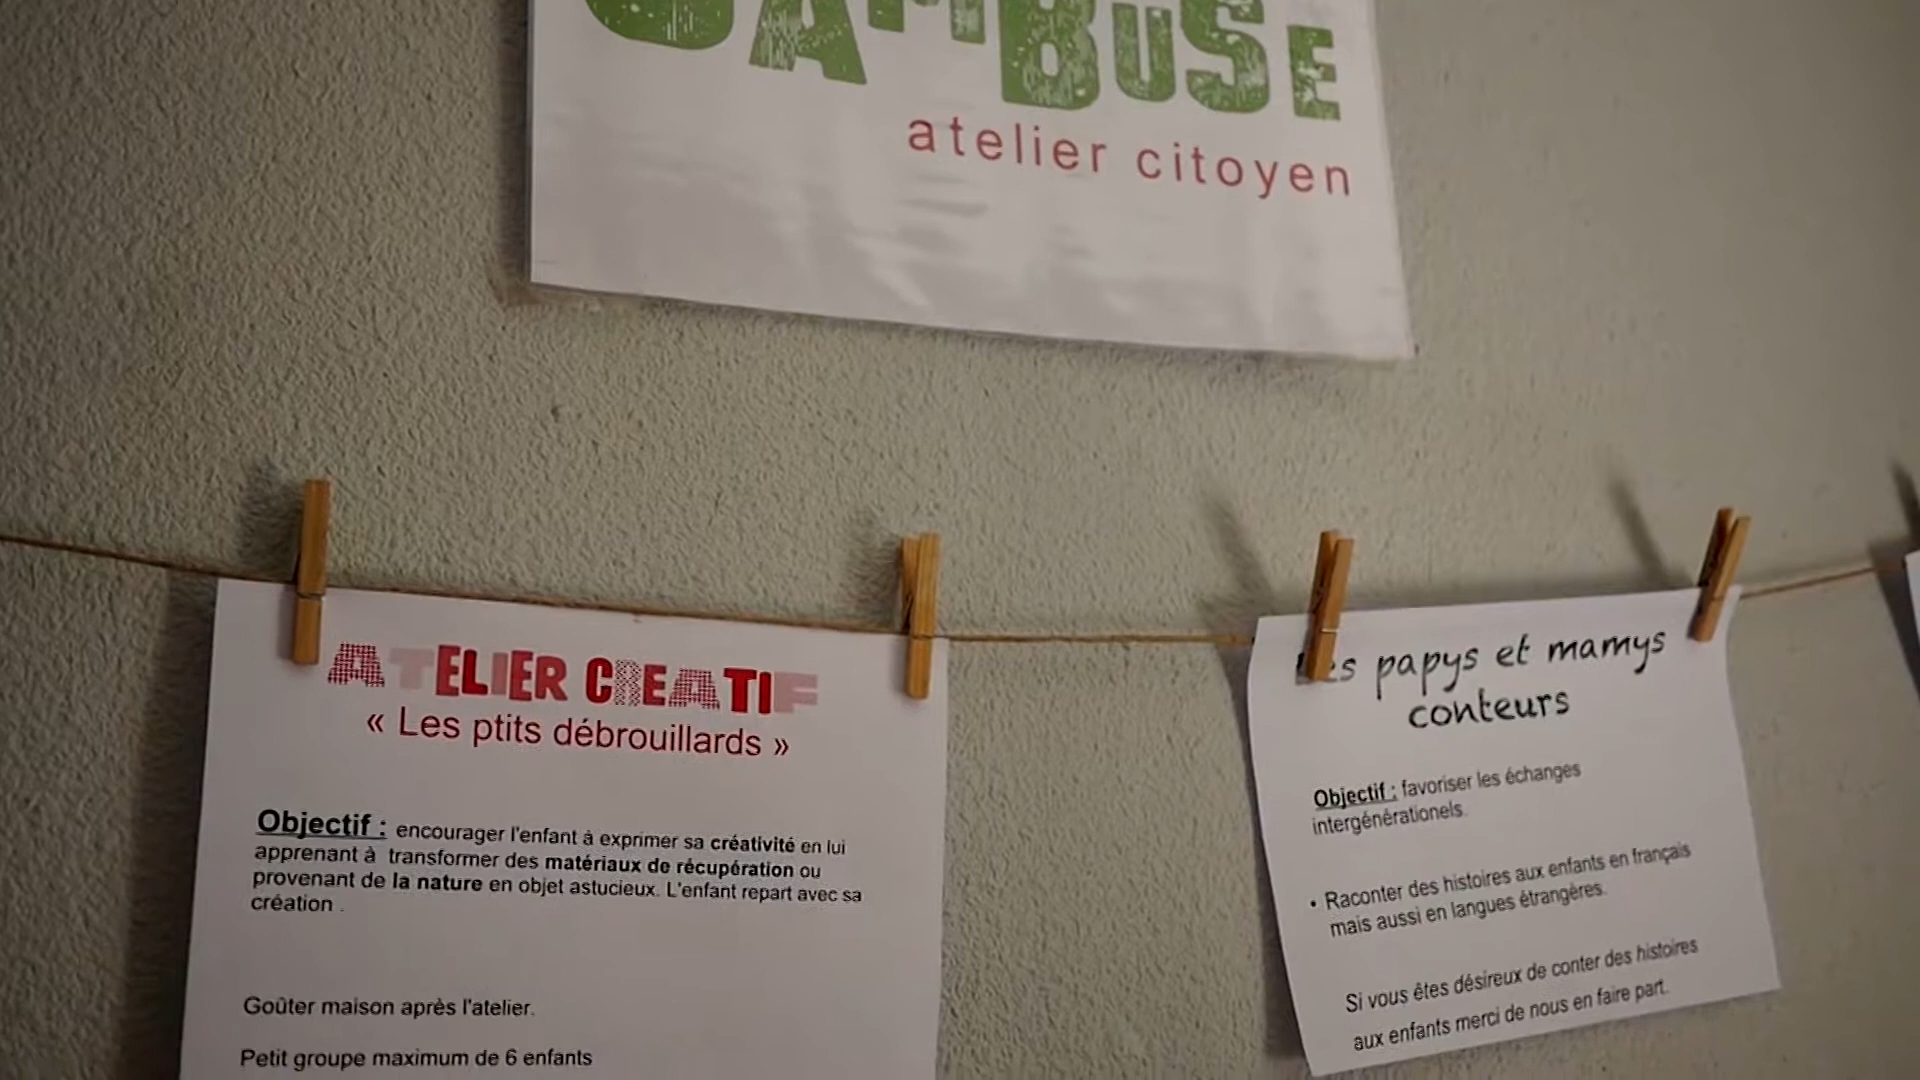 CAMBUSE
atelier citoyen
ATELIER CREATIF
« Les ptits débrouillards »
Objectif : encourager l'enfant à exprimer sa créativité en lui
apprenant à transformer des matériaux de récupération ou
provenant de la nature en objet astucieux. L'enfant repart avec sa
création .
Goûter maison après l'atelier.
Petit groupe maximum de 6 enfants
papys et mamys
conteurs
Objectif : favoriser les échanges
intergénérationels.
• Raconter des histoires aux enfants en français
mais aussi en langues étrangères.
Si vous êtes désireux de conter des histoires
aux enfants merci de nous en faire part.